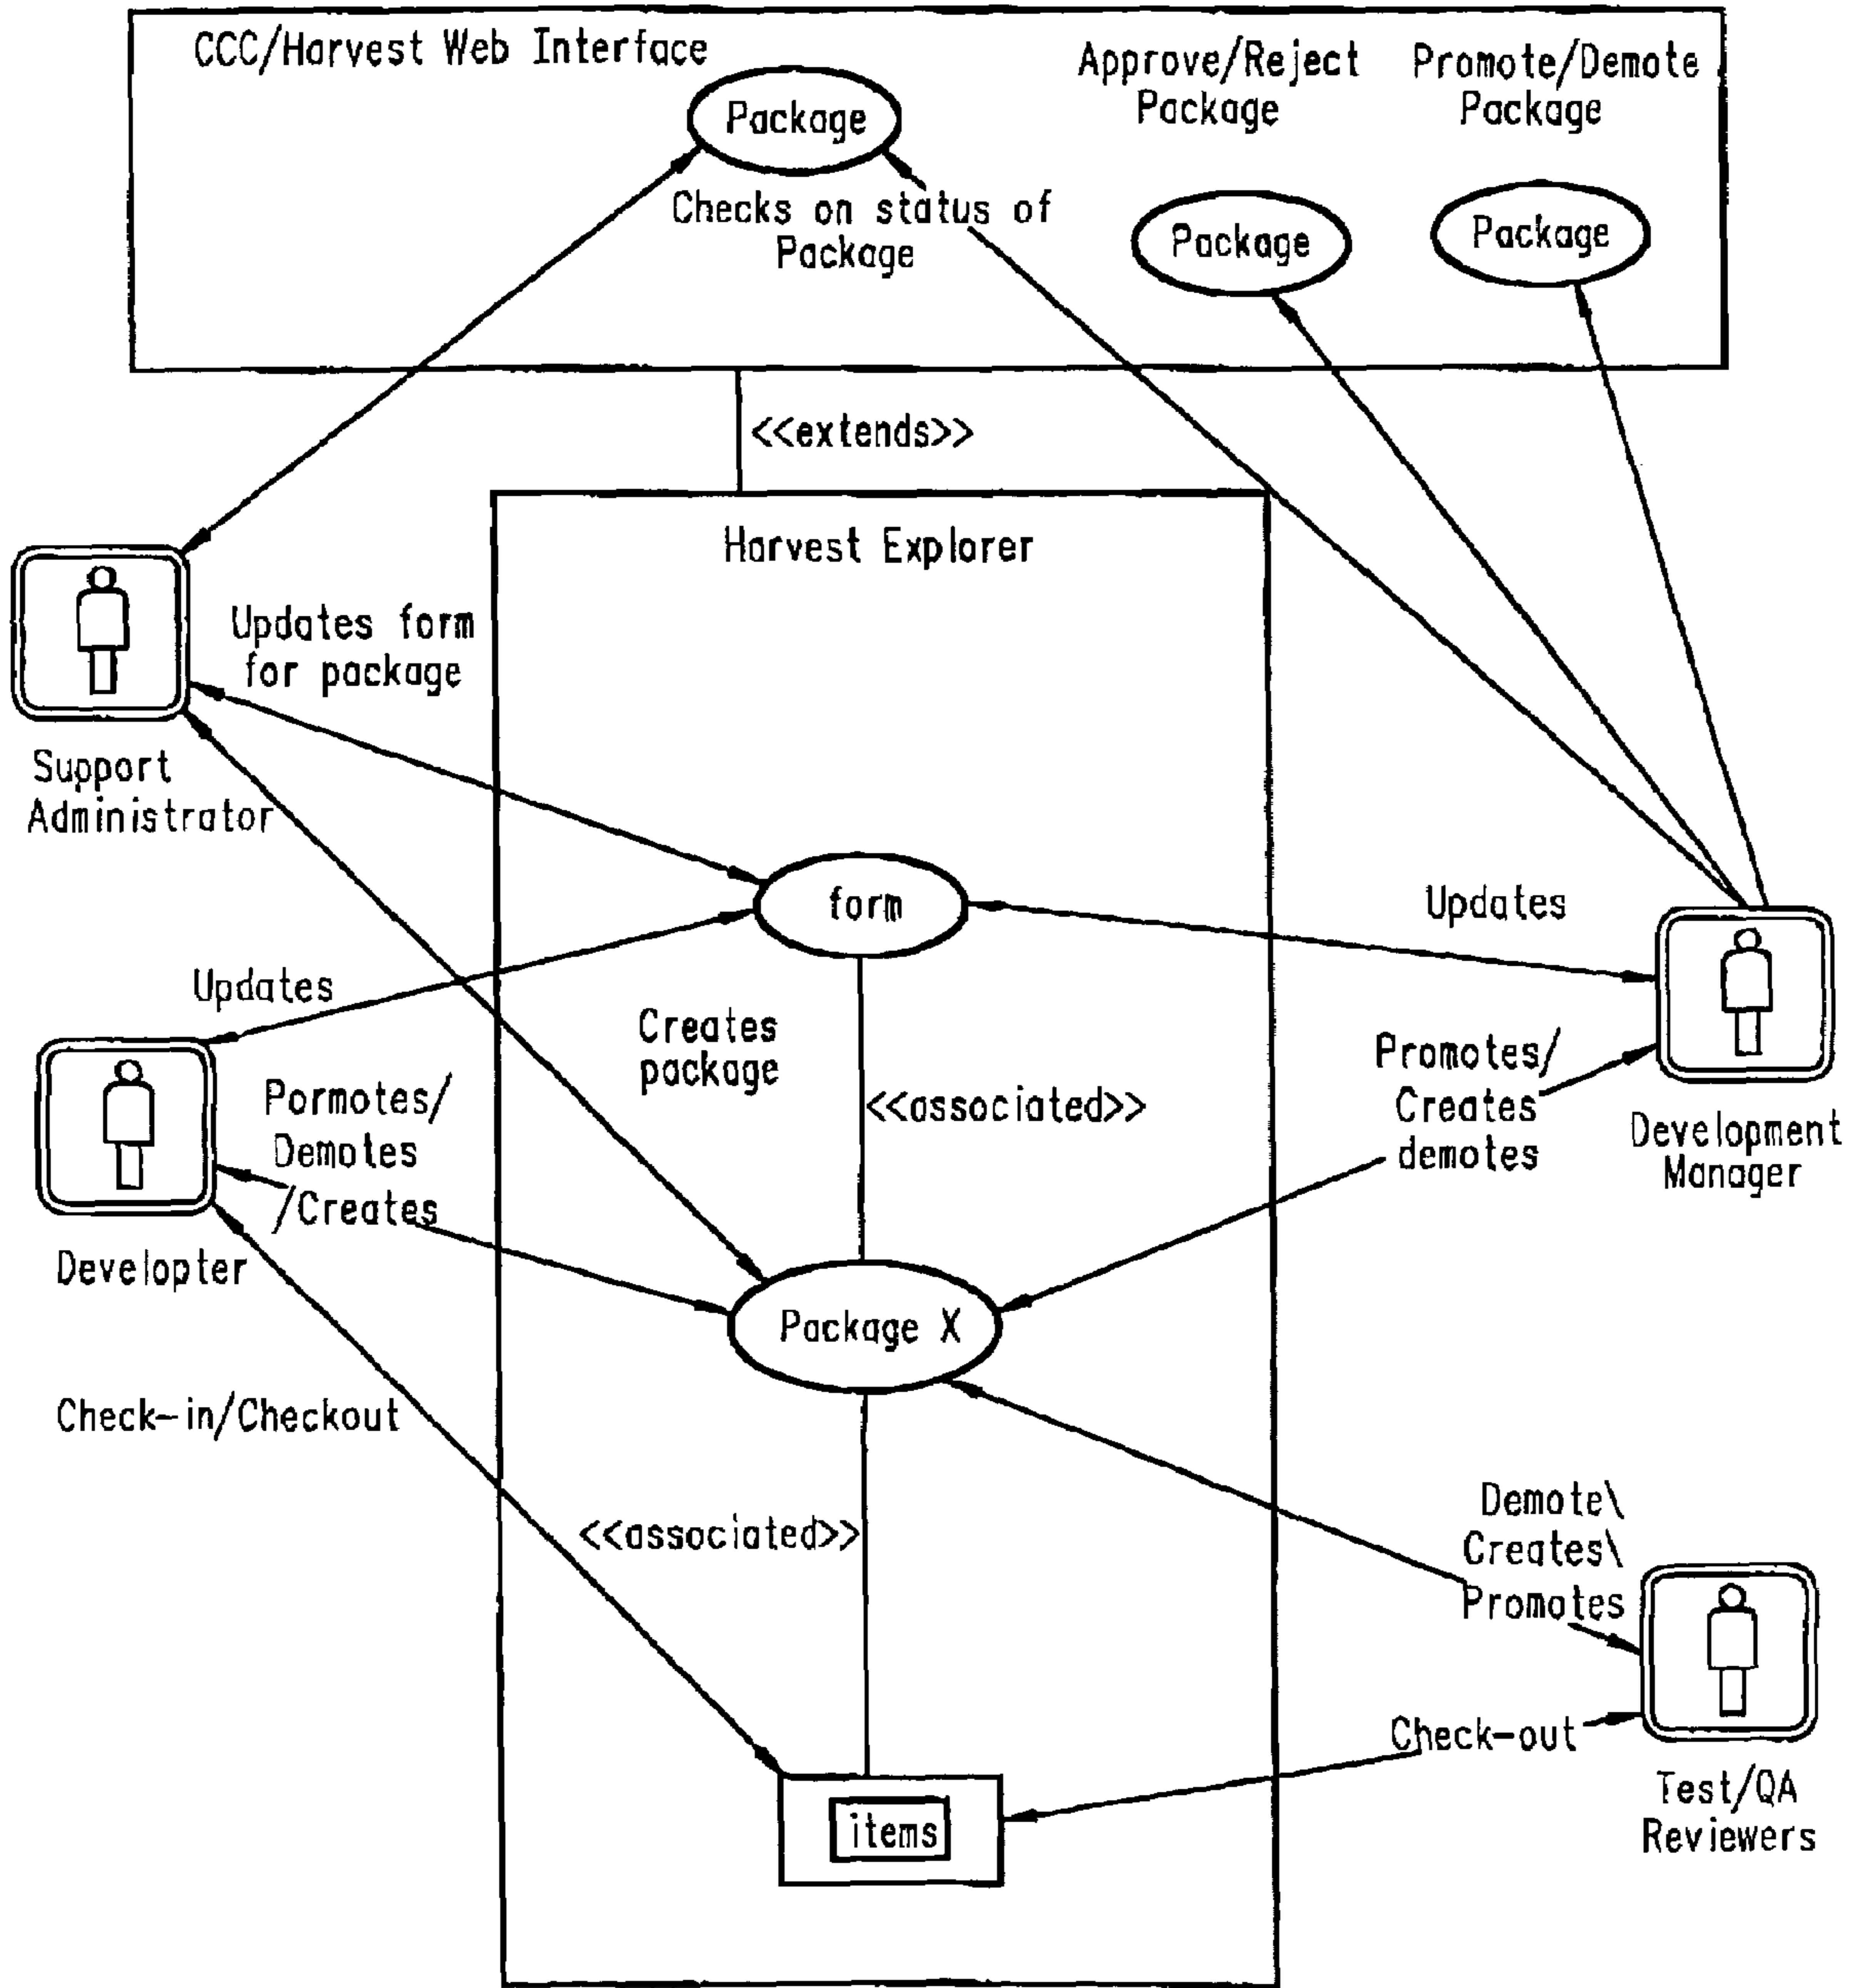 CCC/Harvest Web Interface
Approve/Reject
Package
Promote/Demote
Package
Package
Checks on status of
Package
Package
Package
<<extends>>
Harvest Explorer
Updates form
for package
Support
Administrator
form
Updates
Updates
Creates
package
<<associated>>
Promotes/
Creates
demotes
Development
Manager
Pormotes/
Demotes
/Creates
Developter
Package X
Check-in/Checkout
<<associated>>
Demote\
Creates\
Promotes
Check-out
Test/QA
Reviewers
items